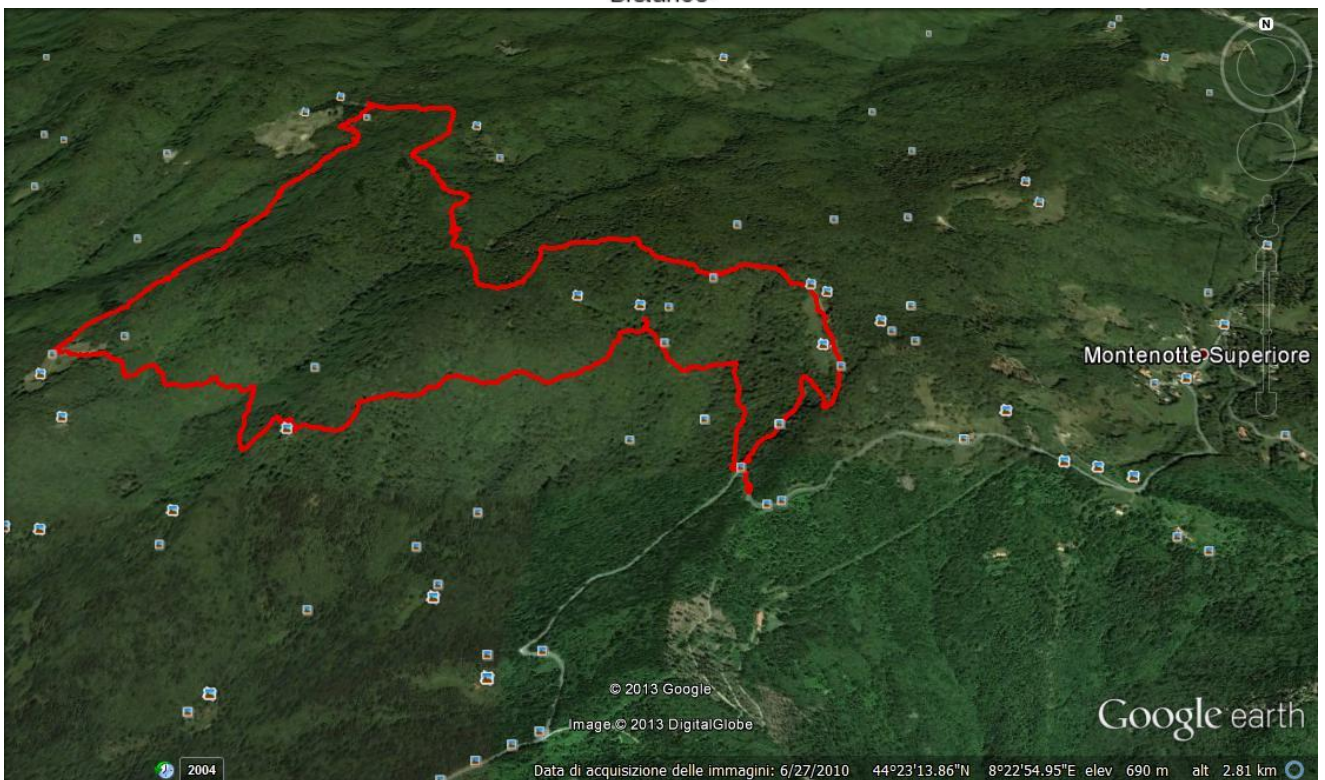 Distance
N
Montenotte Superiore
© 2013 Google
Image © 2013 DigitalGlobe
Google earth
2004
Data di acquisizione delle immagini: 6/27/2010 44°23'13.86"N 8°22'54.95"E elev 690 m alt 2.81 km